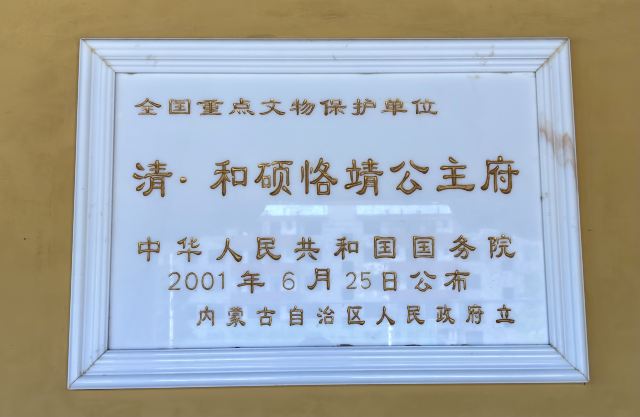 全国重点文物保护单位
清·和硕恪靖公主府
中华人民共和国国务院
2001年6月25日公布
内蒙古自治区人民政府立